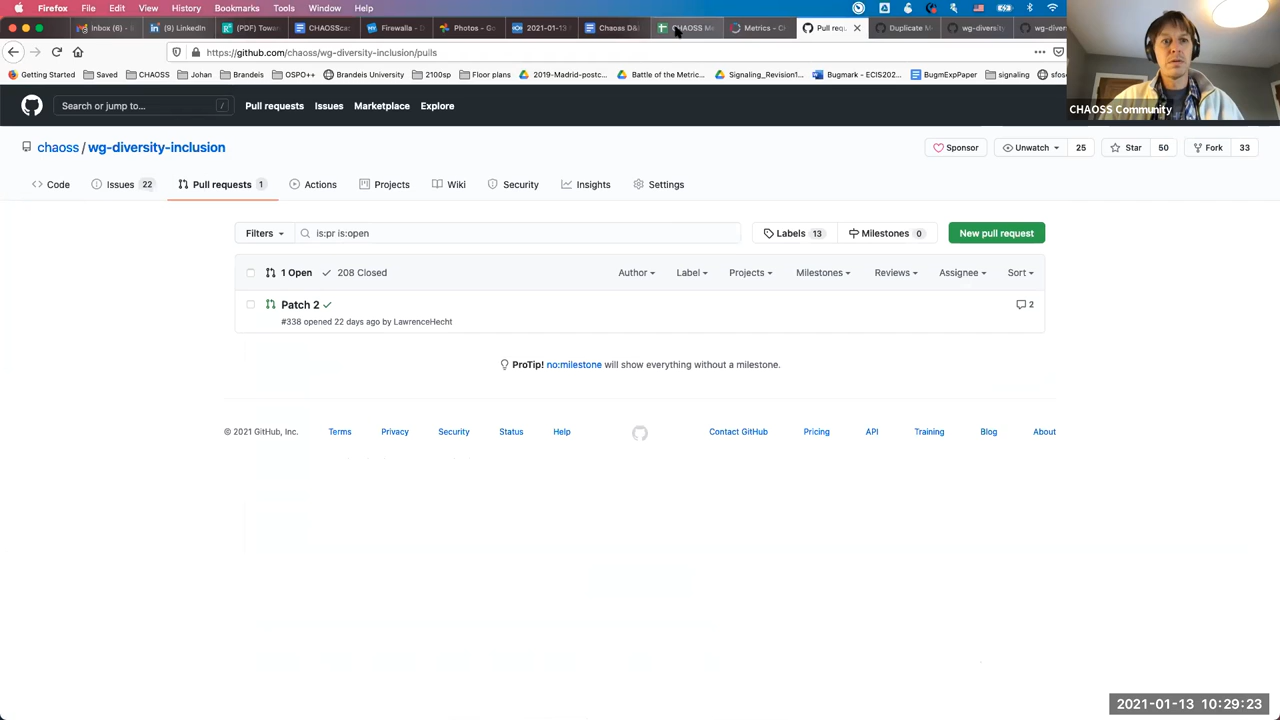 Firefox File Edit View History Bookmarks Tools Window Help
Inbox (6) - (9) LinkedIn (PDF) Towar CHAOSScas Firewalla - D Photos - Go 2021-01-13 Chaoss D&I CHAOSS Me Metrics - CH Pull requ Duplicate M wg-diversity wg-dive
https://github.com/chaoss/wg-diversity-inclusion/pulls
Getting Started Saved CHAOSS Johan Brandeis OSPO++ Brandeis University 2100sp Floor plans 2019-Madrid-postc... Battle of the Metric... Signaling_Revision1... Bugmark - ECIS202... BugmExpPaper signaling sfos
CHAOSS Community
Search or jump to... / Pull requests Issues Marketplace Explore
chaoss / wg-diversity-inclusion
Sponsor Unwatch 25 Star 50 Fork 33
Code Issues 22 Pull requests 1 Actions Projects Wiki Security Insights Settings
Filters is:pr is:open Labels 13 Milestones 0 New pull request
1 Open 208 Closed Author Label Projects Milestones Reviews Assignee Sort
Patch 2 2
#338 opened 22 days ago by LawrenceHecht
ProTip! no:milestone will show everything without a milestone.
© 2021 GitHub, Inc. Terms Privacy Security Status Help Contact GitHub Pricing API Training Blog About
2021-01-13 10:29:23